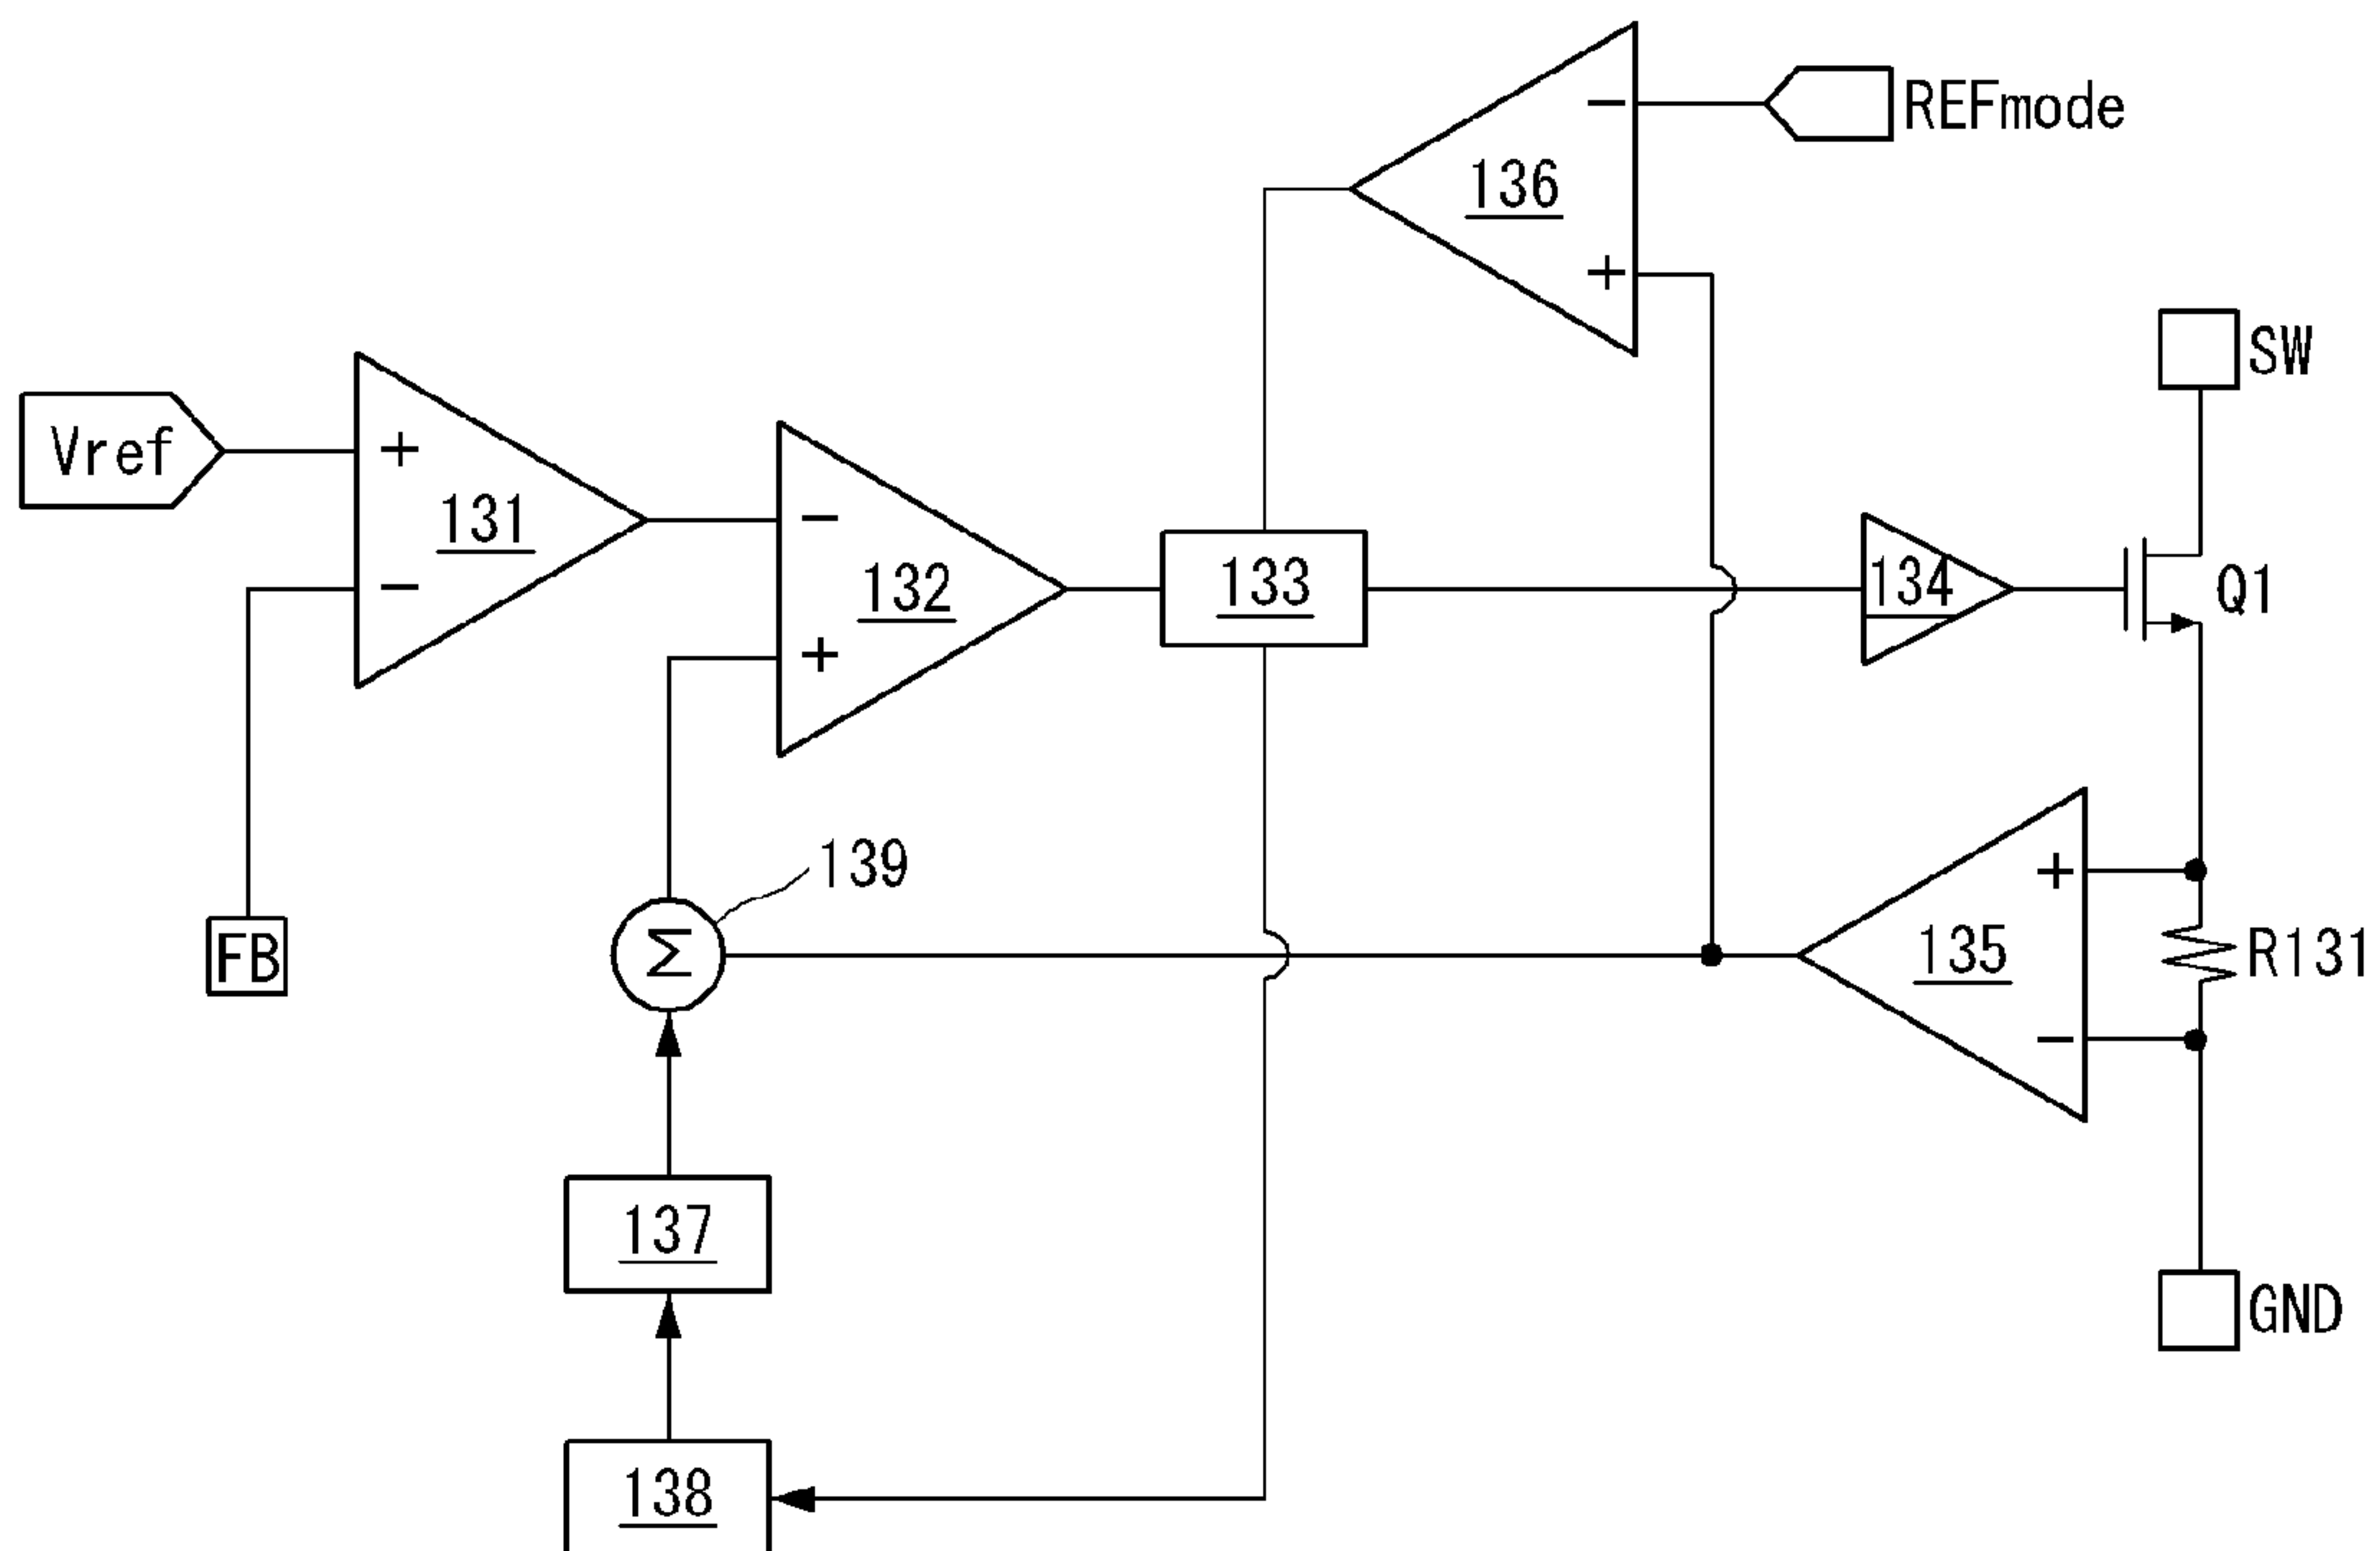 REFmode
136
SW
Vref
+
−
131
−
+
132
133
134
Q1
−
+
139
Σ
FB
+
−
135
R131
137
GND
138